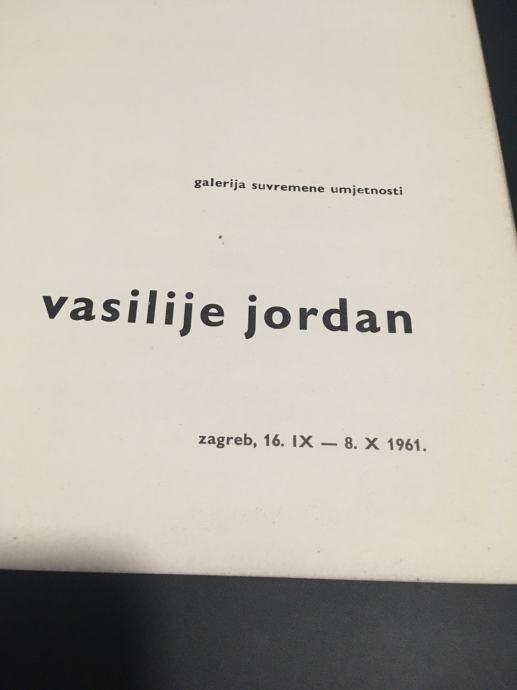 galerija suvremene umjetnosti
vasilije jordan
zagreb, 16. IX — 8. X 1961.